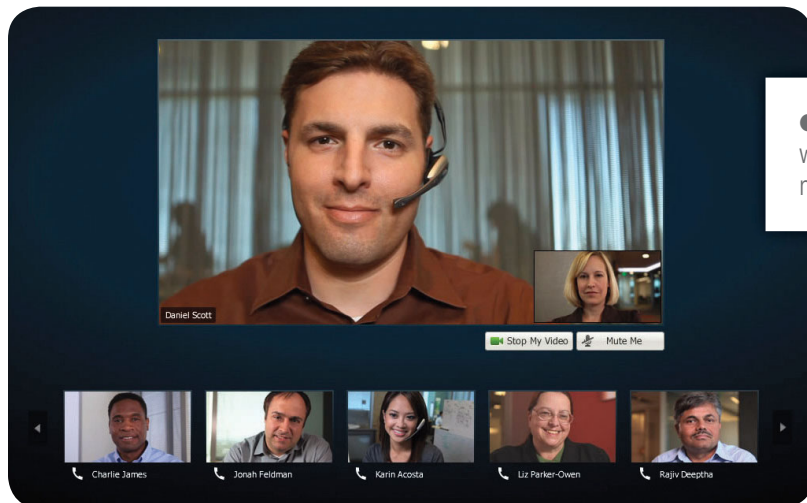 Daniel Scott
Stop My Video
Mute Me
Charlie James
Jonah Feldman
Karin Acosta
Liz Parker-Owen
Rajiv Deeptha